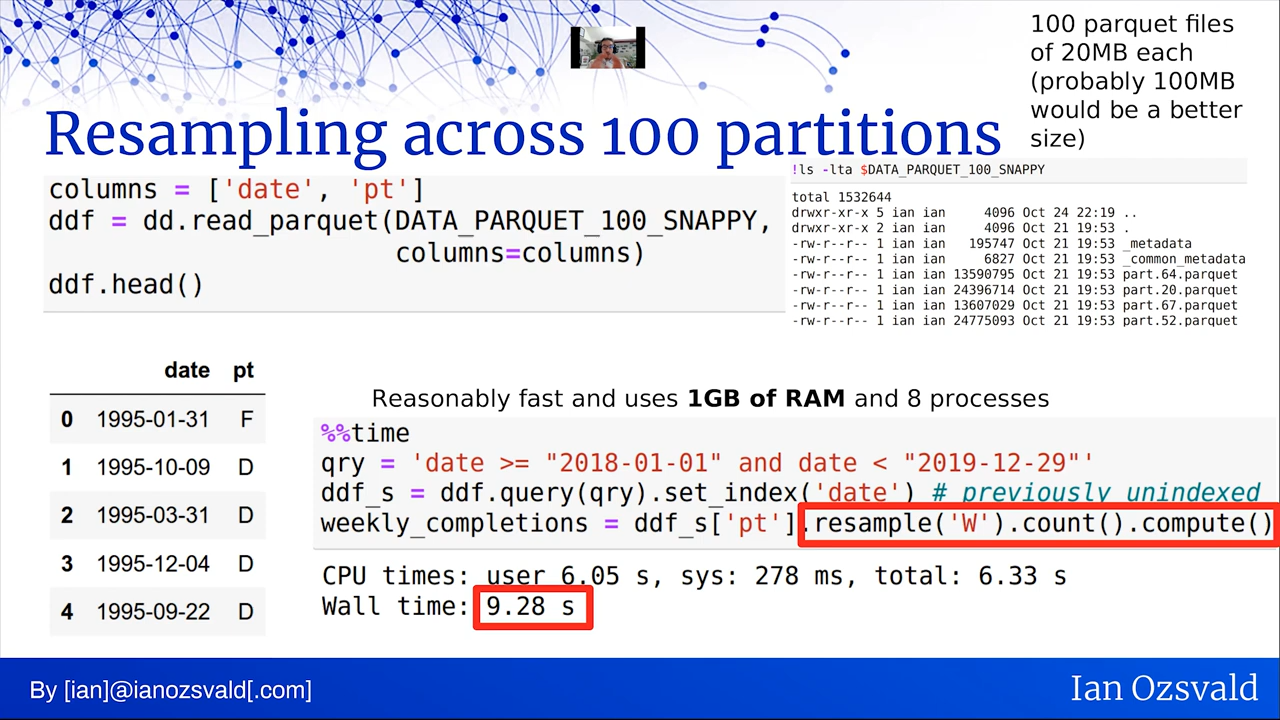 100 parquet files
of 20MB each
(probably 100MB
would be a better
size)
Resampling across 100 partitions
columns = ['date', 'pt']
ddf = dd.read_parquet(DATA_PARQUET_100_SNAPPY,
columns=columns)
ddf.head()
!ls -lta $DATA_PARQUET_100_SNAPPY
total 1532644
drwxr-xr-x 5 ian ian 4096 Oct 24 22:19 ..
drwxr-xr-x 2 ian ian 4096 Oct 21 19:53 .
-rw-r--r-- 1 ian ian 195747 Oct 21 19:53 _metadata
-rw-r--r-- 1 ian ian 6827 Oct 21 19:53 _common_metadata
-rw-r--r-- 1 ian ian 13590795 Oct 21 19:53 part.64.parquet
-rw-r--r-- 1 ian ian 24396714 Oct 21 19:53 part.20.parquet
-rw-r--r-- 1 ian ian 13607029 Oct 21 19:53 part.67.parquet
-rw-r--r-- 1 ian ian 24775093 Oct 21 19:53 part.52.parquet
date pt
0 1995-01-31 F
1 1995-10-09 D
2 1995-03-31 D
3 1995-12-04 D
4 1995-09-22 D
Reasonably fast and uses 1GB of RAM and 8 processes
%%time
qry = 'date >= "2018-01-01" and date < "2019-12-29"'
ddf_s = ddf.query(qry).set_index('date') # previously unindexed
weekly_completions = ddf_s['pt'].resample('W').count().compute()
CPU times: user 6.05 s, sys: 278 ms, total: 6.33 s
Wall time: 9.28 s
By [ian]@ianozsvald[.com]
Ian Ozsvald